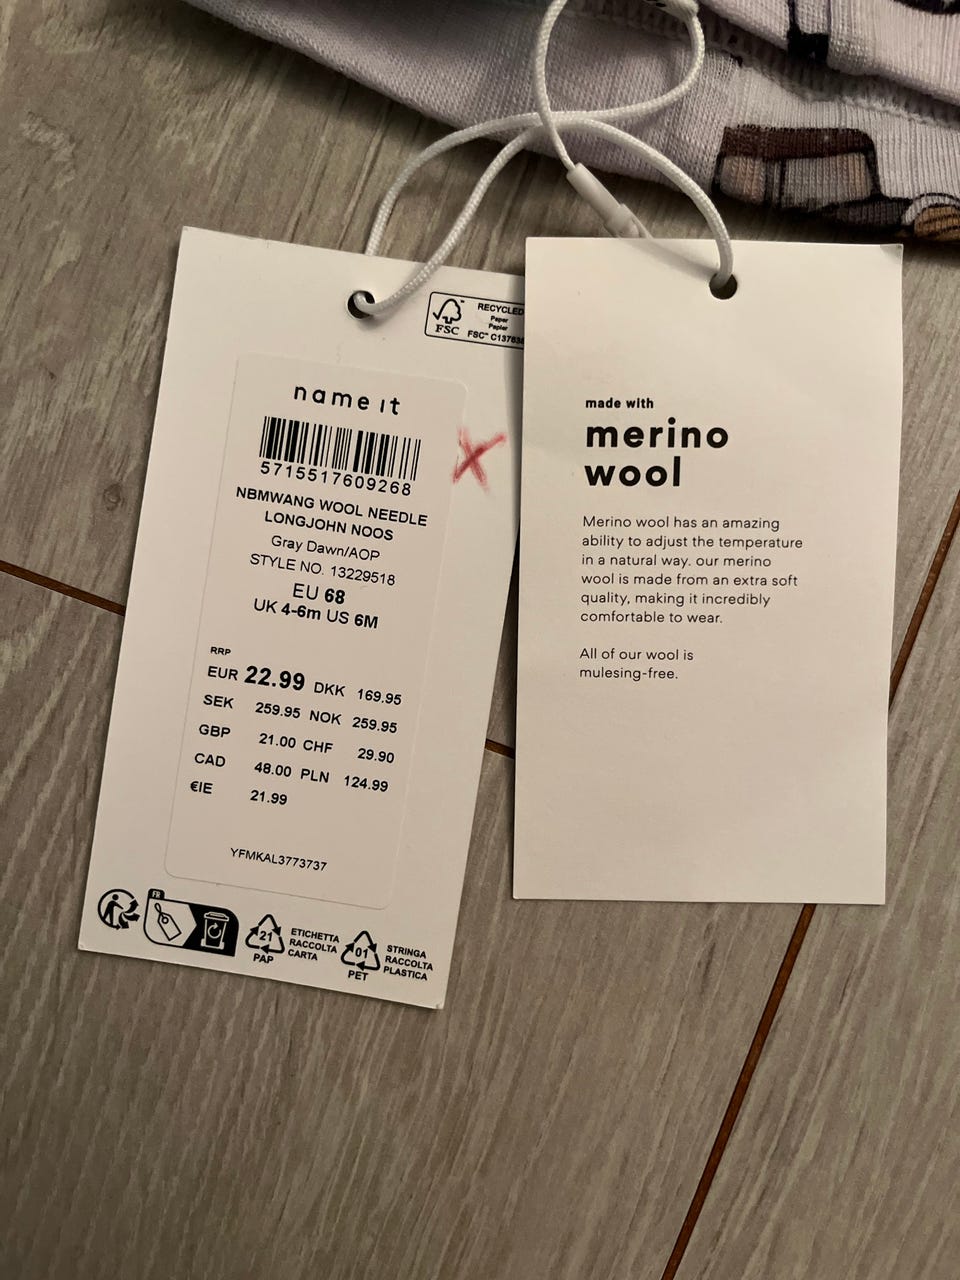 FSC
RECYCLED
Paper
Papier
name it
5715517609268
NBMWANG WOOL NEEDLE
LONGJOHN NOOS
Gray Dawn/AOP
STYLE NO. 13229518
EU 68
UK 4-6m US 6M
RRP
EUR 22.99 DKK 169.95
SEK 259.95 NOK 259.95
GBP 21.00 CHF 29.90
CAD 48.00 PLN 124.99
€IE 21.99
YFMKAL3773737
FR
21
PAP
ETICHETTA
RACCOLTA
CARTA
01
PET
STRINGA
RACCOLTA
PLASTICA
made with
merino
wool
Merino wool has an amazing
ability to adjust the temperature
in a natural way. our merino
wool is made from an extra soft
quality, making it incredibly
comfortable to wear.
All of our wool is
mulesing-free.